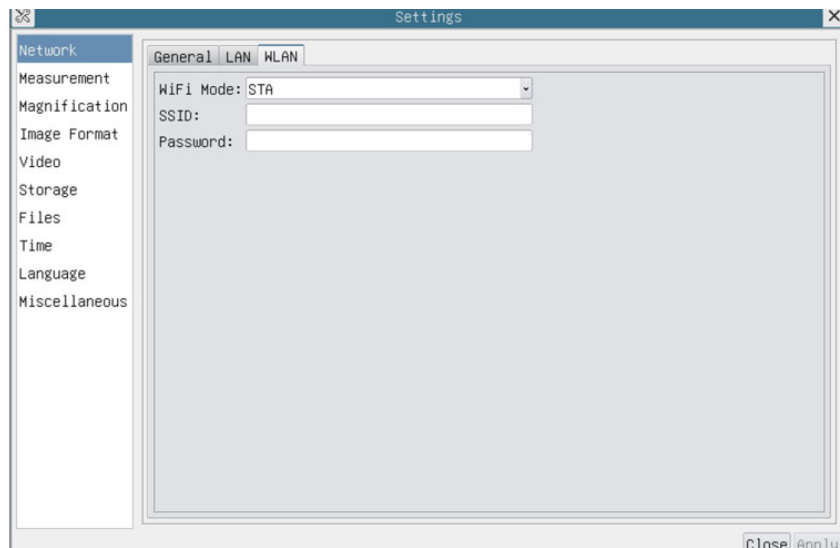 Settings
Network
Measurement
Magnification
Image Format
Video
Storage
Files
Time
Language
Miscellaneous
General LAN WLAN
WiFi Mode: STA
SSID:
Password:
Close Apply